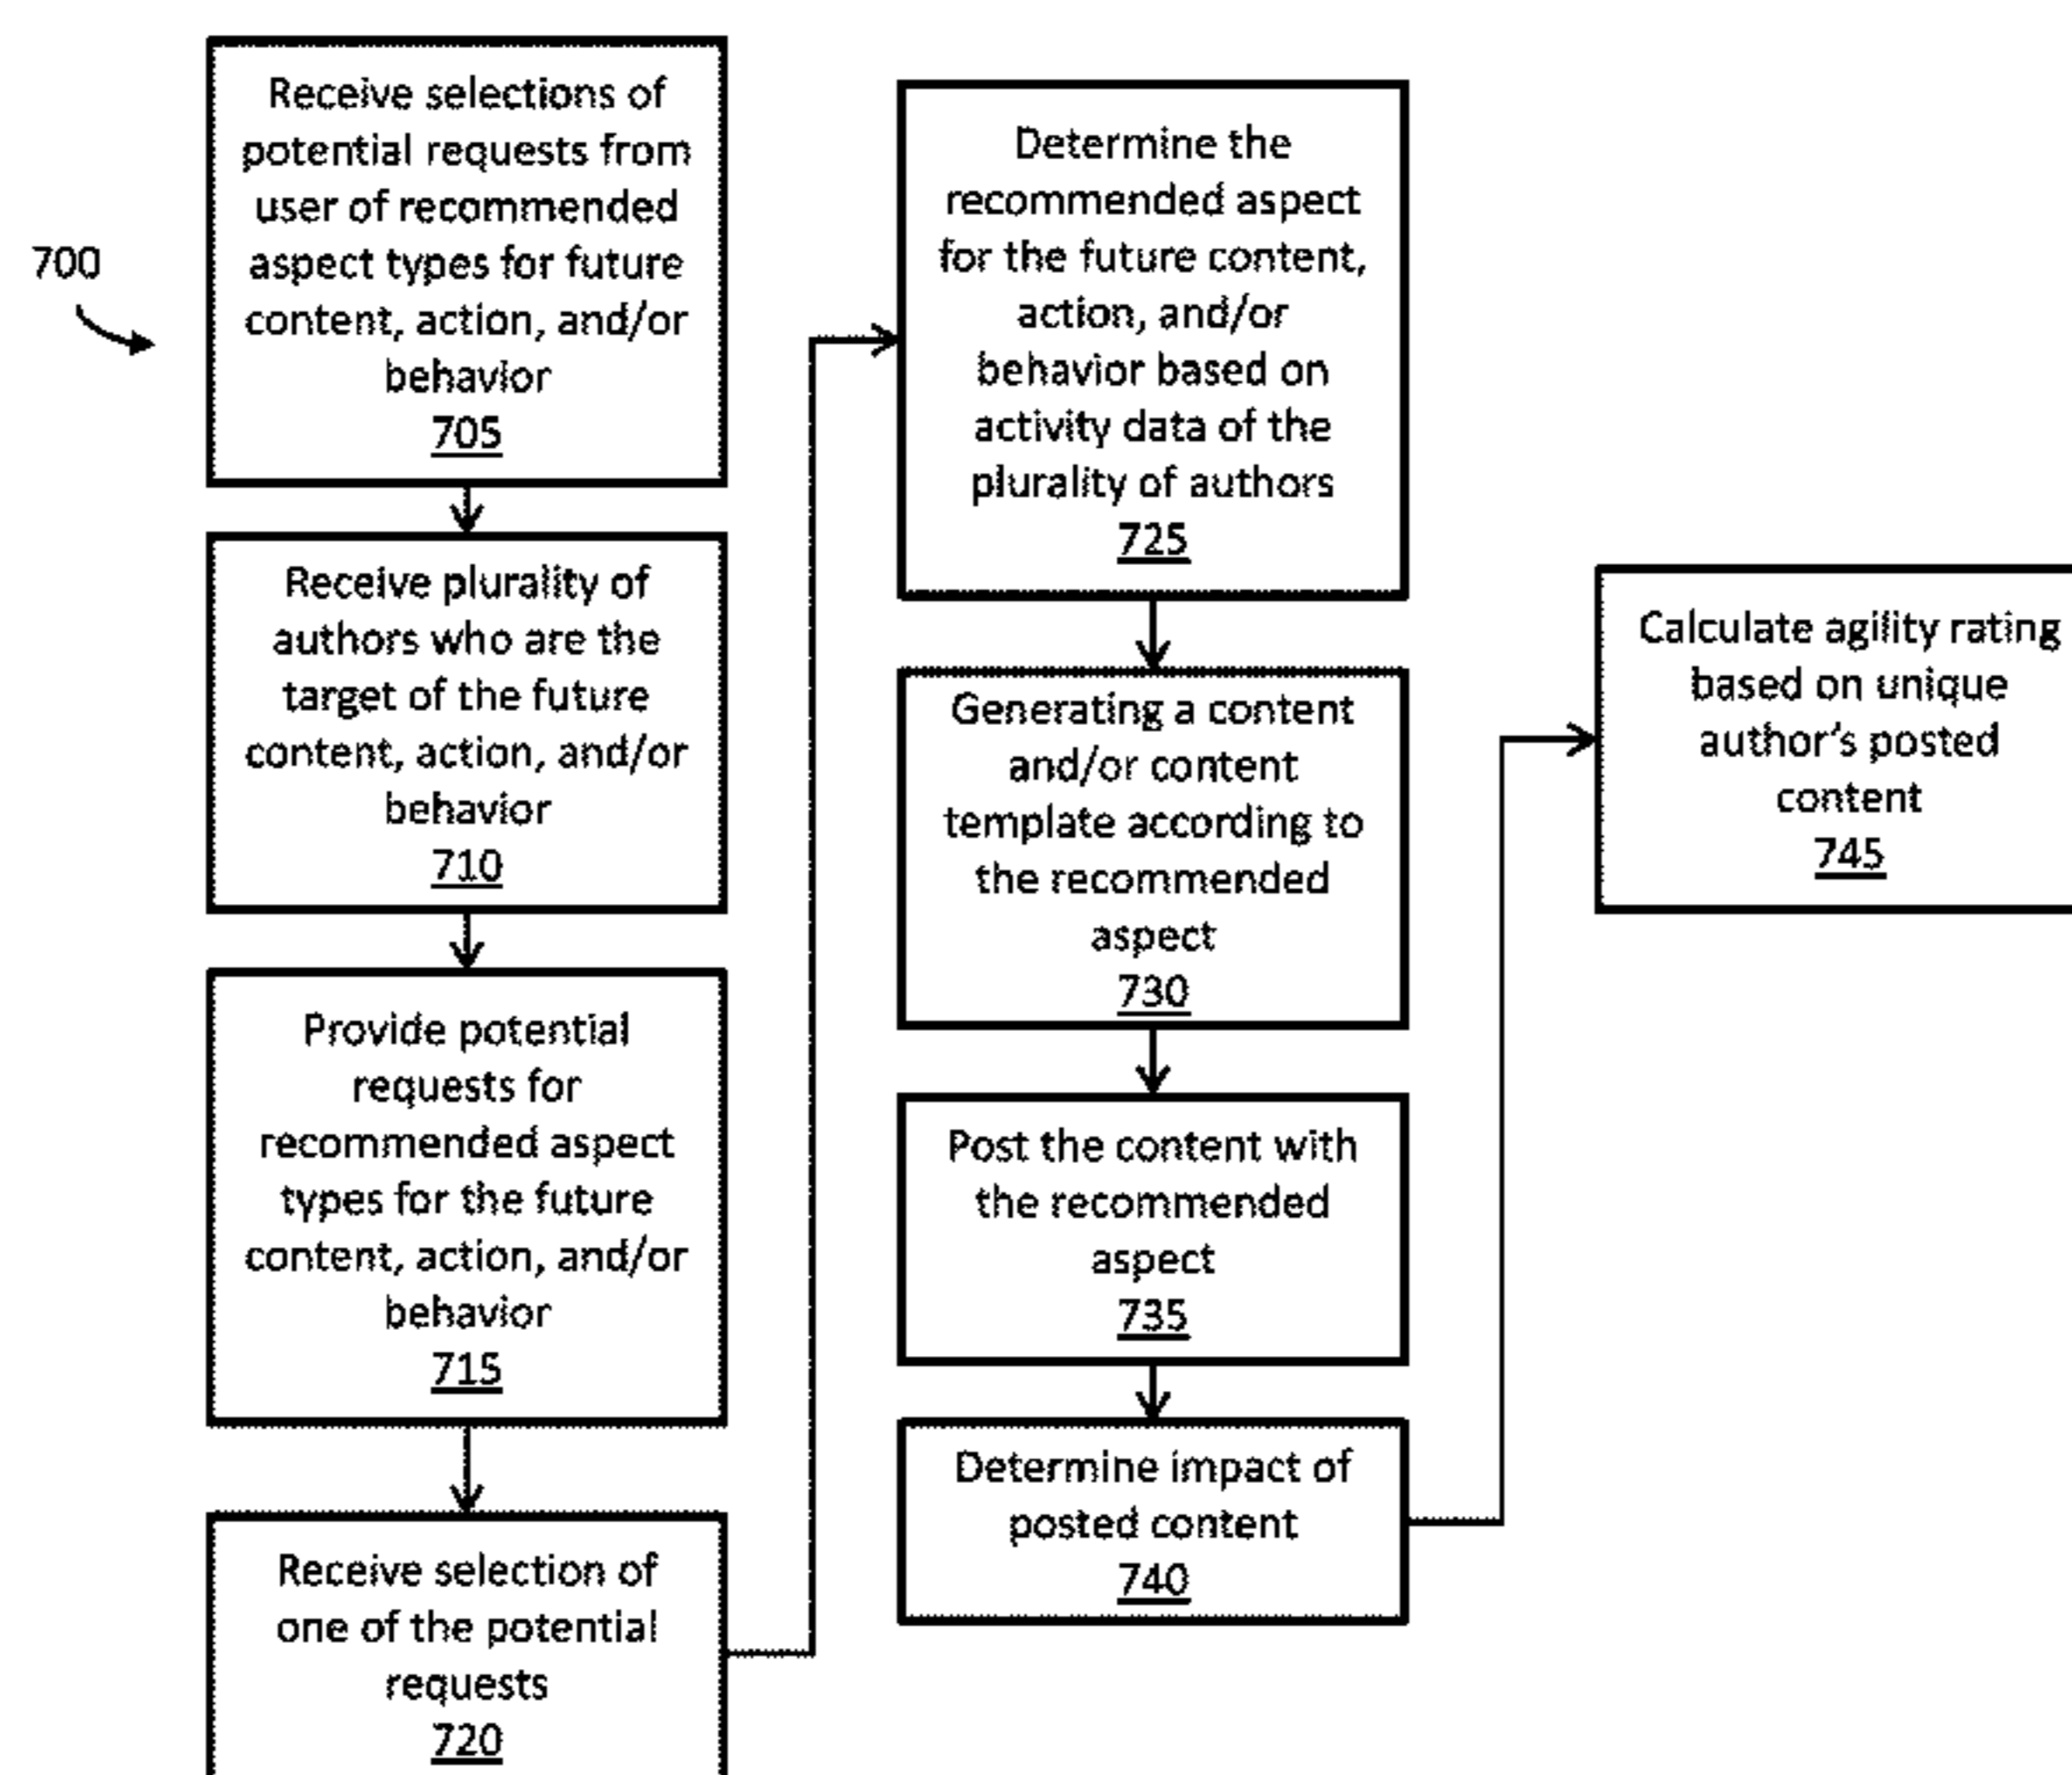 700
Receive selections of
potential requests from
user of recommended
aspect types for future
content, action, and/or
behavior
705
Receive plurality of
authors who are the
target of the future
content, action, and/or
behavior
710
Provide potential
requests for
recommended aspect
types for the future
content, action, and/or
behavior
715
Receive selection of
one of the potential
requests
720
Determine the
recommended aspect
for the future content,
action, and/or
behavior based on
activity data of the
plurality of authors
725
Generating a content
and/or content
template according to
the recommended
aspect
730
Post the content with
the recommended
aspect
735
Determine impact of
posted content
740
Calculate agility rating
based on unique
author's posted
content
745